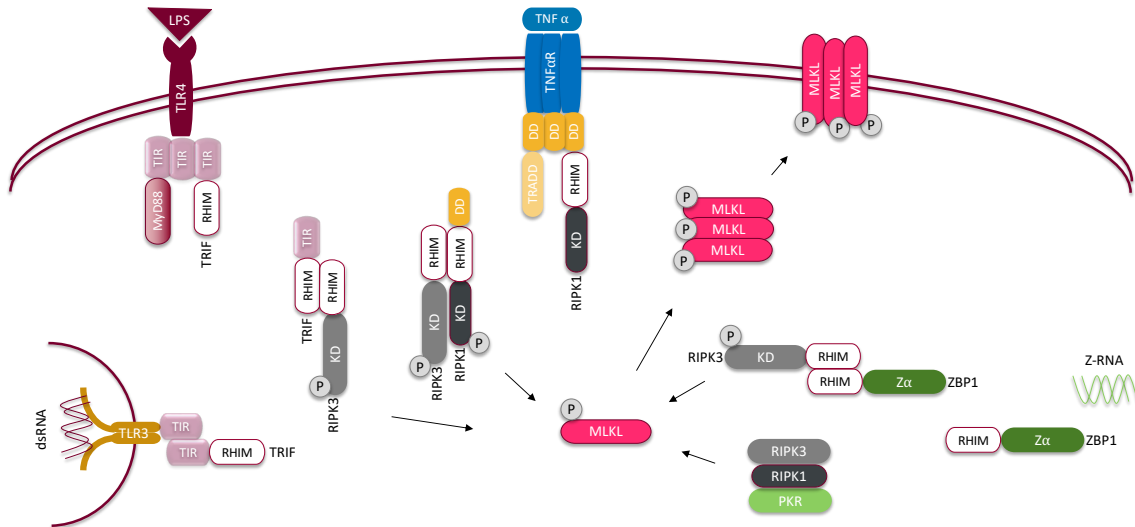 LPS
TLR4
TIR
TIR
TIR
MyD88
RHIM
TRIF
TNF α
TNFαR
DD
DD
DD
TRADD
RHIM
KD
RIPK1
MLKL
MLKL
MLKL
P
P
P
P
MLKL
P
MLKL
P
MLKL
TIR
RHIM
RHIM
TRIF
KD
P
RIPK3
DD
RHIM
RHIM
KD
KD
P
P
RIPK3
RIPK1
dsRNA
TLR3
TIR
TIR
RHIM
TRIF
P
MLKL
P
RIPK3
KD
RHIM
RHIM
Zα
ZBP1
Z-RNA
RHIM
Zα
ZBP1
RIPK3
RIPK1
PKR